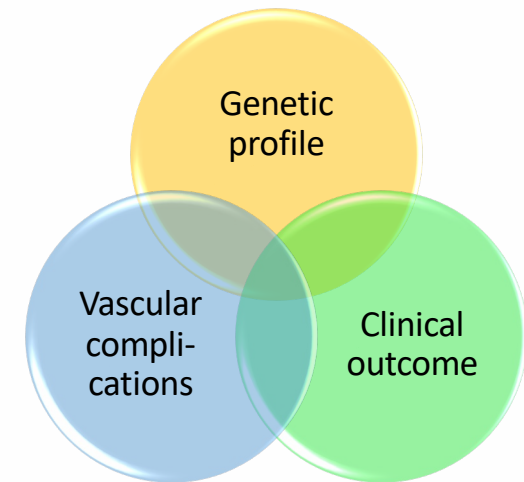 Genetic
profile
Vascular
compli-
cations
Clinical
outcome